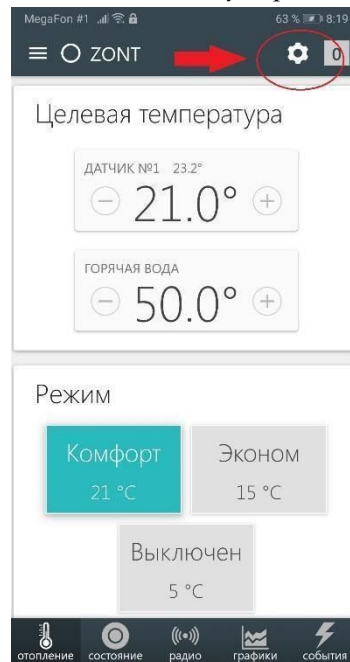 MegaFon #1 63 % 8:19
ZONT 0
Целевая температура
ДАТЧИК №1 23.2°
21.0°
ГОРЯЧАЯ ВОДА
50.0°
Режим
Комфорт Эконом
21 °C 15 °C
Выключен
5 °C
отопление состояние радио графики события